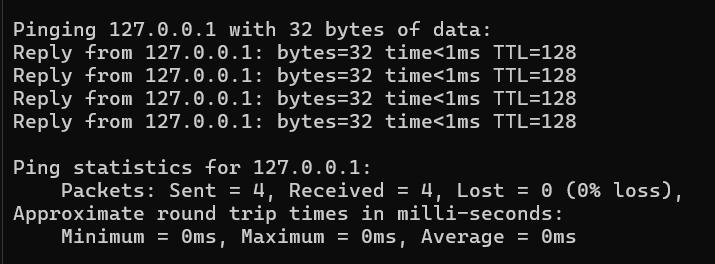 Pinging 127.0.0.1 with 32 bytes of data:
Reply from 127.0.0.1: bytes=32 time<1ms TTL=128
Reply from 127.0.0.1: bytes=32 time<1ms TTL=128
Reply from 127.0.0.1: bytes=32 time<1ms TTL=128
Reply from 127.0.0.1: bytes=32 time<1ms TTL=128

Ping statistics for 127.0.0.1:
    Packets: Sent = 4, Received = 4, Lost = 0 (0% loss),
Approximate round trip times in milli-seconds:
    Minimum = 0ms, Maximum = 0ms, Average = 0ms